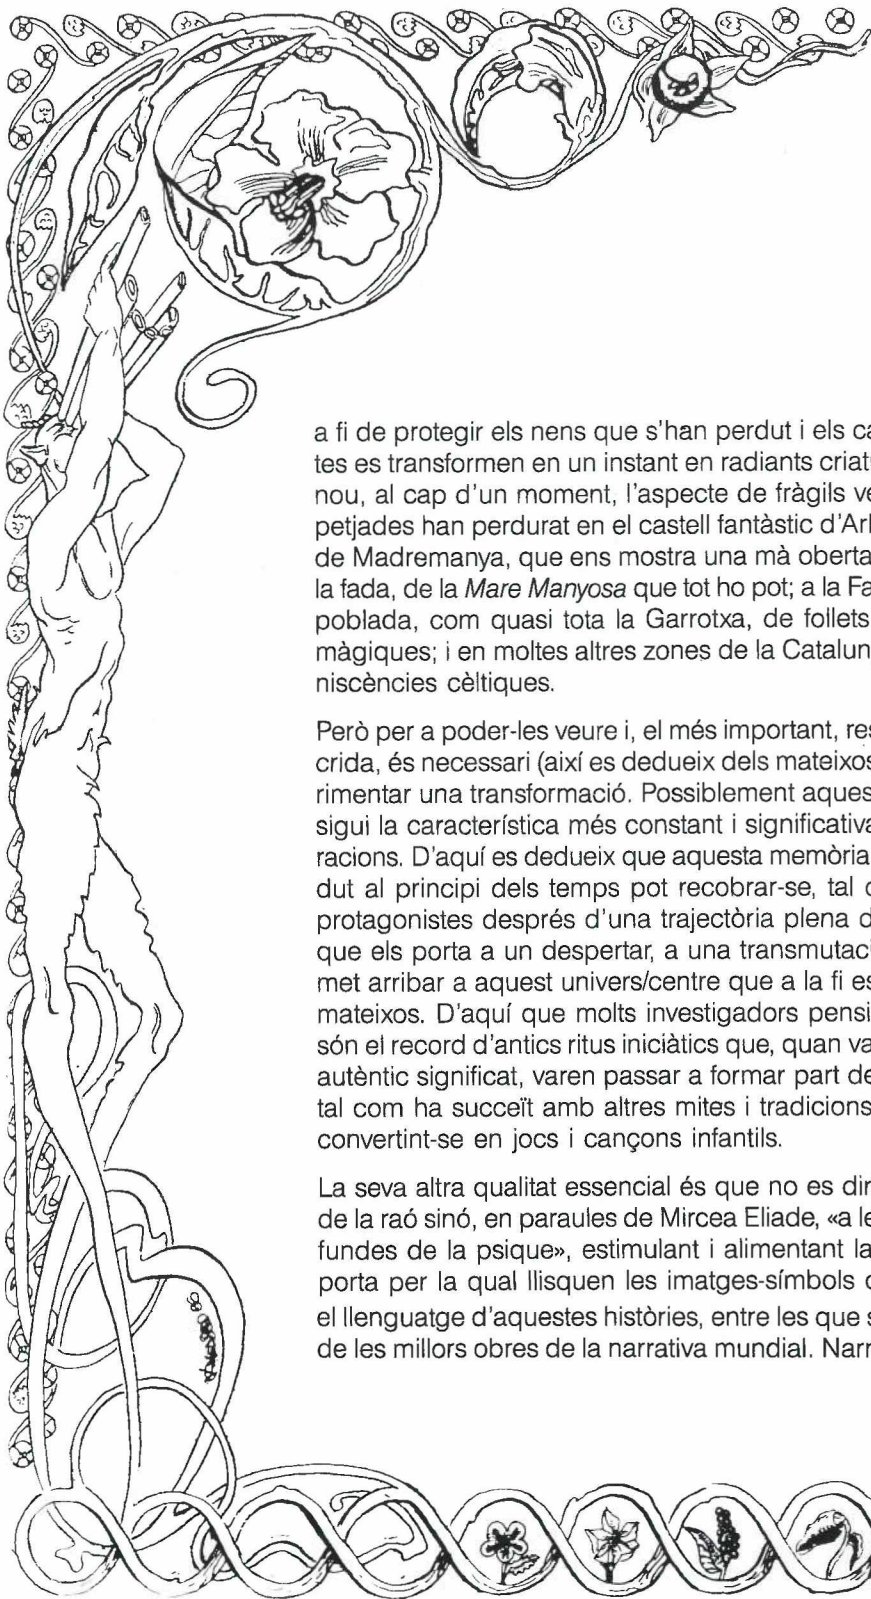 a fi de protegir els nens que s'han perdut i els ca
tes es transformen en un instant en radiants criat
nou, al cap d'un moment, l'aspecte de fràgils ve
petjades han perdurat en el castell fantàstic d'Arl
de Madremanya, que ens mostra una mà oberta
la fada, de la Mare Manyosa que tot ho pot; a la Fa
poblada, com quasi tota la Garrotxa, de follets
màgiques; i en moltes altres zones de la Catalun
niscències cèltiques.
Però per a poder-les veure i, el més important, res
crida, és necessari (així es dedueix dels mateixos
rimentar una transformació. Possiblement aques
sigui la característica més constant i significativa
racions. D'aquí es dedueix que aquesta memòria
dut al principi dels temps pot recobrar-se, tal c
protagonistes després d'una trajectòria plena d
que els porta a un despertar, a una transmutaci
met arribar a aquest univers/centre que a la fi es
mateixos. D'aquí que molts investigadors pensi
són el record d'antics ritus iniciàtics que, quan va
autèntic significat, varen passar a formar part de
tal com ha succeït amb altres mites i tradicions
convertint-se en jocs i cançons infantils.
La seva altra qualitat essencial és que no es dir
de la raó sinó, en paraules de Mircea Eliade, «a le
fundes de la psique», estimulant i alimentant la
porta per la qual llisquen les imatges-símbols c
el llenguatge d'aquestes històries, entre les que s
de les millors obres de la narrativa mundial. Narr